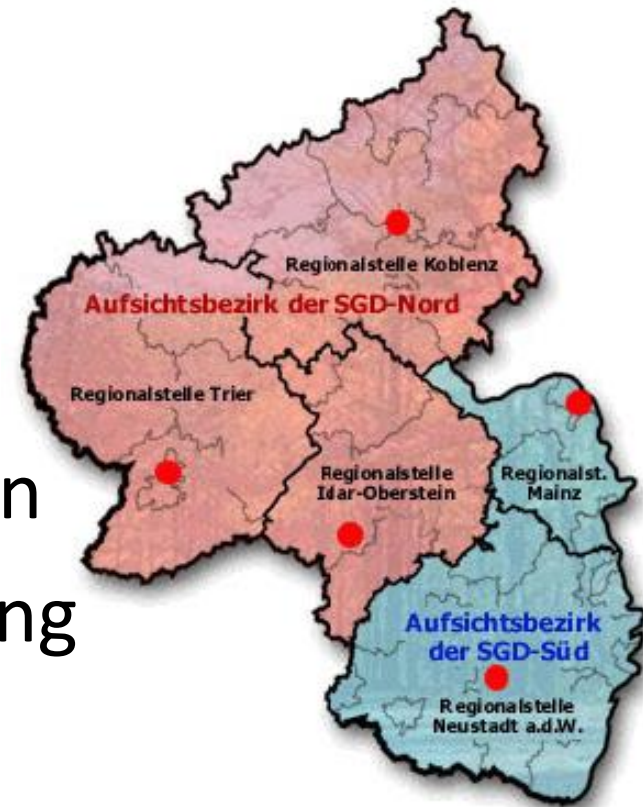 Regionalstelle Koblenz
Aufsichtsbezirk der SGD-Nord
Regionalstelle Trier
Regionalstelle
Idar-Oberstein
Regionalst.
Mainz
n
ng
Aufsichtsbezirk
der SGD-Süd
Regionalstelle
Neustadt a.d.W.